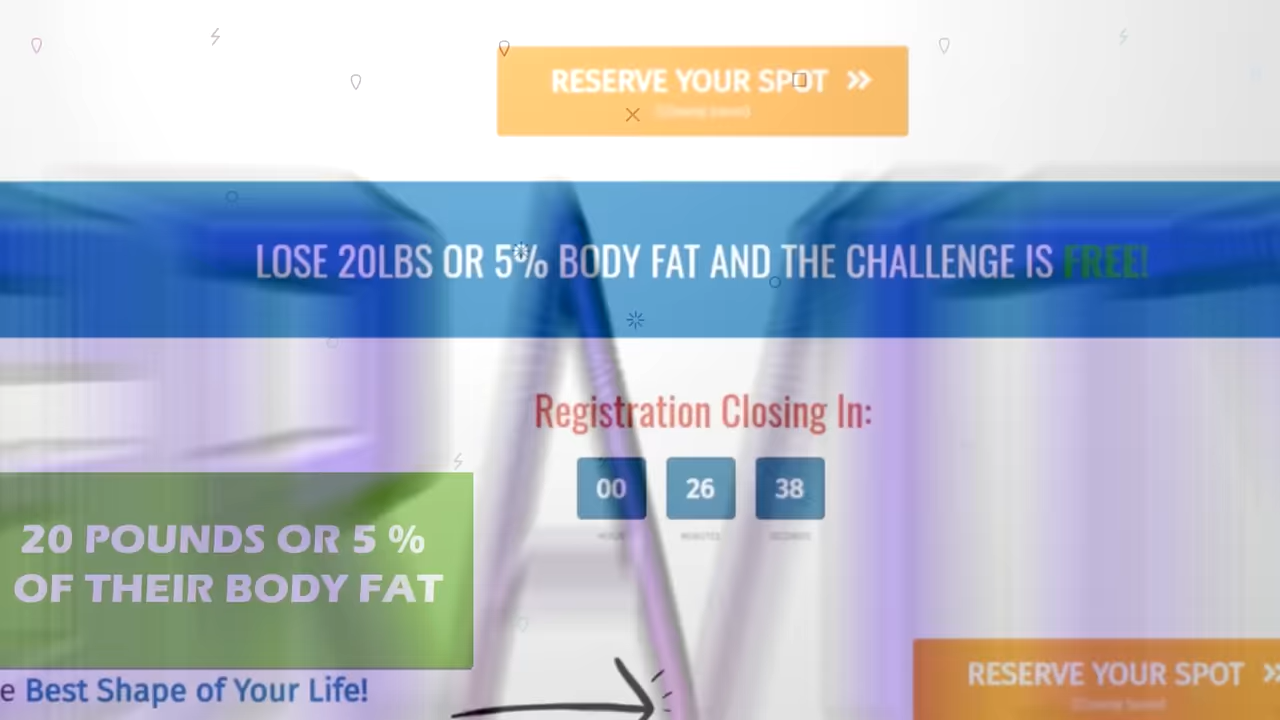 RESERVE YOUR SPOT »
LOSE 20LBS OR 5% BODY FAT AND THE CHALLENGE IS FREE!
Registration Closing In:
00 26 38
20 POUNDS OR 5 %
OF THEIR BODY FAT
e Best Shape of Your Life!
RESERVE YOUR SPOT »